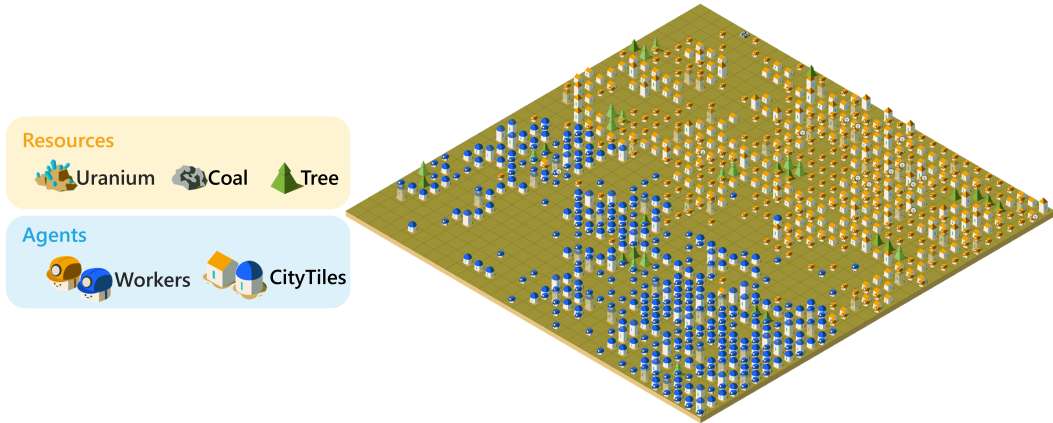 Resources
Uranium
Coal
Tree
Agents
Workers
CityTiles